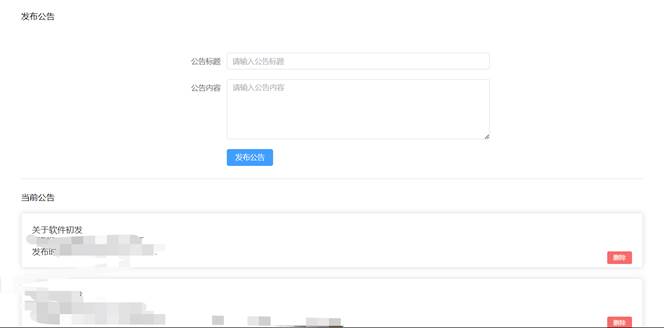 发布公告
公告标题 请输入公告标题
公告内容 请输入公告内容
发布公告
当前公告
关于软件初发
发布时
删除
删除